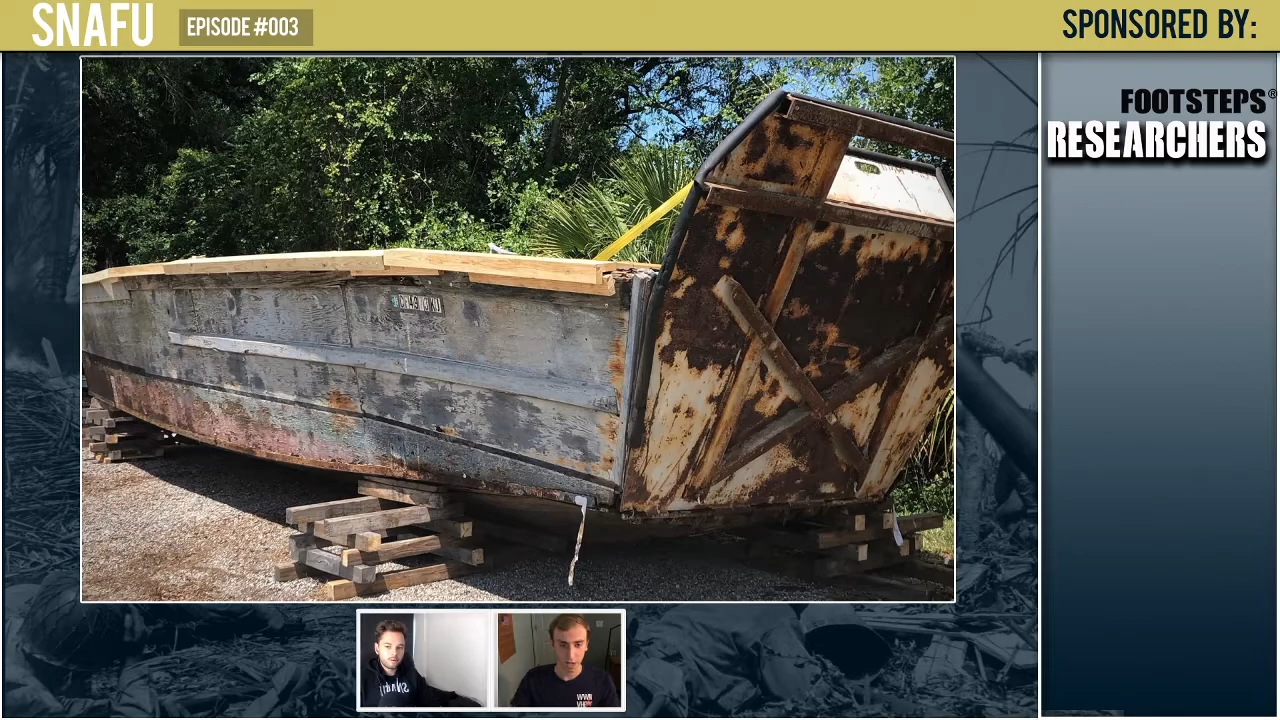 SNAFU
EPISODE #003
SPONSORED BY:
FOOTSTEPS®
RESEARCHERS